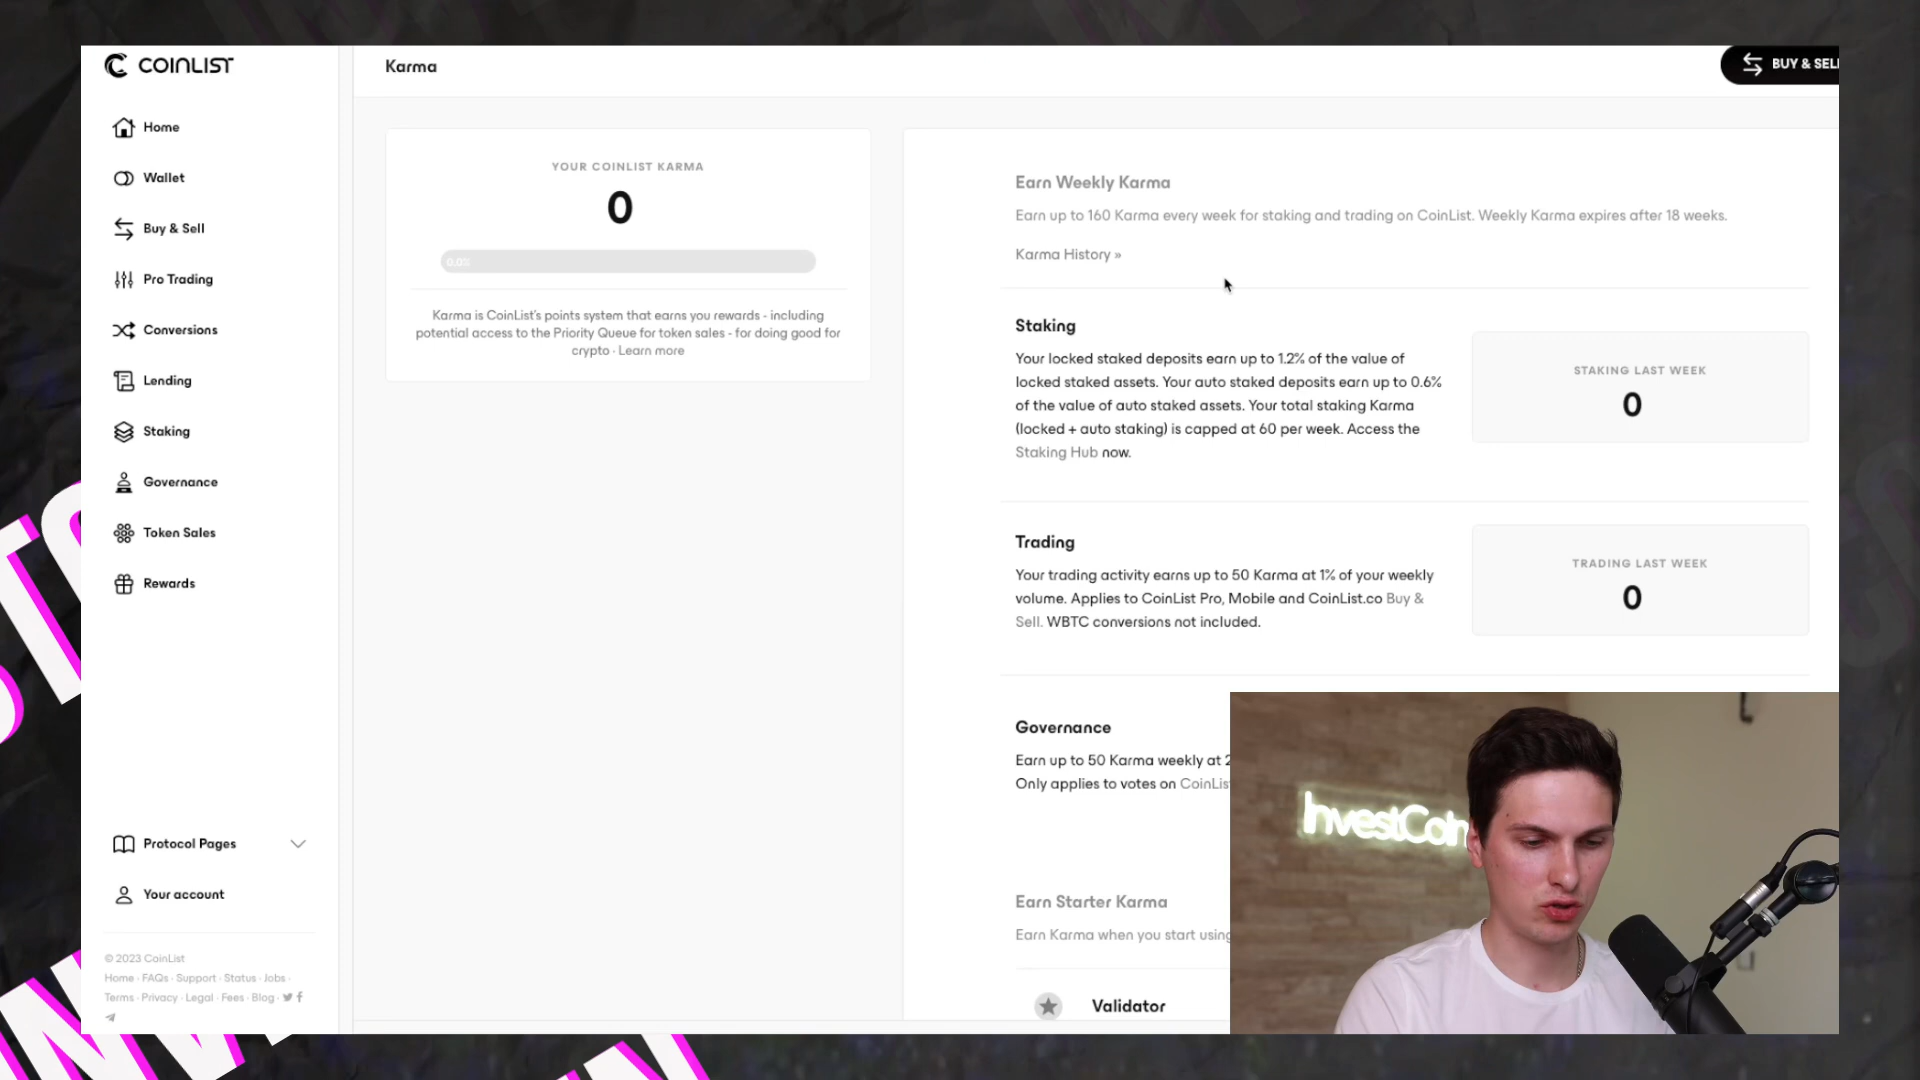 COINLIST
Karma
BUY & SELL
Home
Wallet
Buy & Sell
Pro Trading
Conversions
Lending
Staking
Governance
Token Sales
Rewards
Protocol Pages
Your account
© 2023 CoinList
Home · FAQs · Support · Status · Jobs ·
Terms · Privacy · Legal · Fees · Blog ·
YOUR COINLIST KARMA
0
0.0%
Karma is CoinList's points system that earns you rewards - including
potential access to the Priority Queue for token sales - for doing good for
crypto · Learn more
Earn Weekly Karma
Earn up to 160 Karma every week for staking and trading on CoinList. Weekly Karma expires after 18 weeks.
Karma History »
Staking
Your locked staked deposits earn up to 1.2% of the value of
locked staked assets. Your auto staked deposits earn up to 0.6%
of the value of auto staked assets. Your total staking Karma
(locked + auto staking) is capped at 60 per week. Access the
Staking Hub now.
STAKING LAST WEEK
0
Trading
Your trading activity earns up to 50 Karma at 1% of your weekly
volume. Applies to CoinList Pro, Mobile and CoinList.co Buy &
Sell. WBTC conversions not included.
TRADING LAST WEEK
0
Governance
Earn up to 50 Karma weekly at 2
Only applies to votes on CoinLis
Earn Starter Karma
Earn Karma when you start using
Validator
InvestCoin